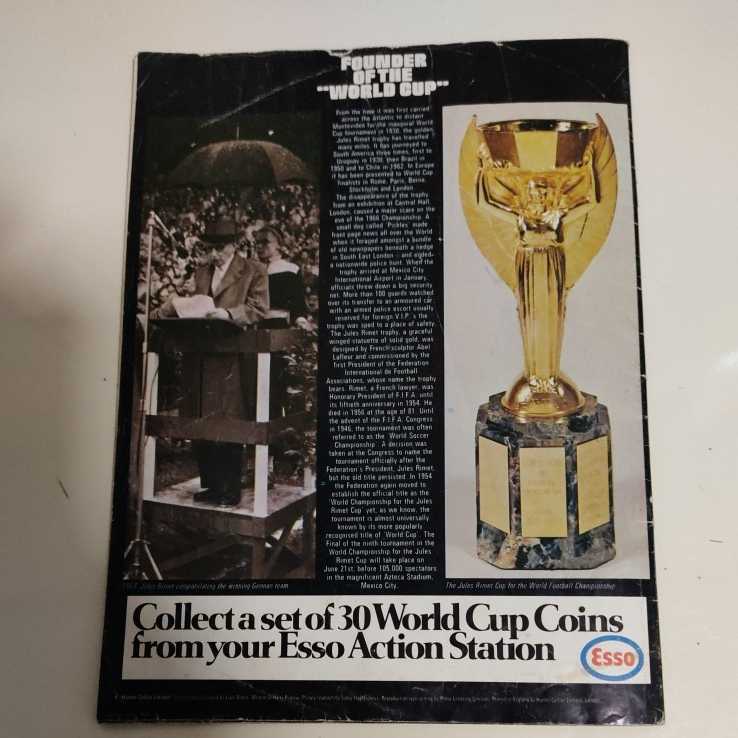 FOUNDER
OF THE
"WORLD CUP"
From the time it was first carried
across the Atlantic to distant
Montevideo for the inaugural World
Cup tournament in 1930, the golden
Jules Rimet trophy has travelled
many miles. It has journeyed to
South America three times, first to
Uruguay in 1930, then Brazil in
1950 and to Chile in 1962. In Europe
it has been presented to World Cup
finalists in Rome, Paris, Berne,
Stockholm and London.
The disappearance of the trophy
from an exhibition at Central Hall,
London, caused a major scare on the
eve of the 1966 Championship. A
small dog called 'Pickles' made
front page news all over the World
when it foraged amongst a bundle
of old newspapers beneath a hedge
in South East London - and ended
a nationwide police hunt. When the
trophy arrived at Mexico City
International Airport in January,
officials threw down a big security
net. More than 100 guards watched
over its transfer to an armoured car
with an armed police escort usually
reserved for foreign V.I.P.'s the
trophy was sped to a place of safety.
The Jules Rimet trophy, a graceful
winged statuette of solid gold, was
designed by French sculptor Abel
Lafleur and commissioned by the
first President of the Federation
International de Football
Associations, whose name the trophy
bears. Rimet, a French lawyer, was
Honorary President of F.I.F.A. until
its fiftieth anniversary in 1954. He
died in 1956 at the age of 81. Until
the advent of the F.I.F.A. Congress
in 1946, the tournament was often
referred to as the 'World Soccer
Championship'. A decision was
taken at the Congress to name the
tournament officially after the
Federation's President, Jules Rimet,
but the old title persisted. In 1954
the Federation again moved to
establish the official title as the
'World Championship for the Jules
Rimet Cup' yet, as we know, the
tournament is almost universally
known by its more popularly
recognised title of 'World Cup'. The
Final of the ninth tournament in the
World Championship for the Jules
Rimet Cup will take place on
June 21st, before 105,000 spectators
in the magnificent Azteca Stadium,
Mexico City.
Jules Rimet congratulating the winning German team
The Jules Rimet Cup for the World Football Championship
Collect a set of 30 World Cup Coins
from your Esso Action Station
Esso